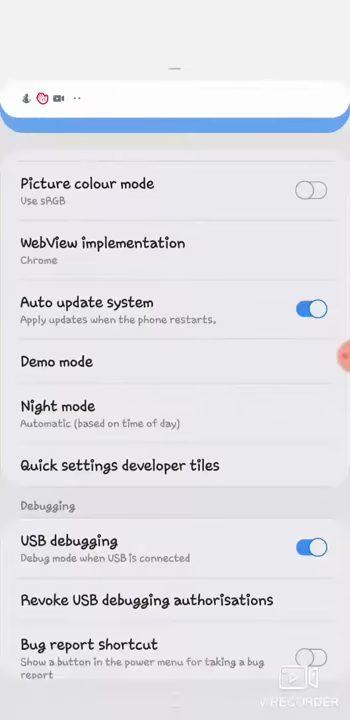 Picture colour mode
Use sRGB
WebView implementation
Chrome
Auto update system
Apply updates when the phone restarts.
Demo mode
Night mode
Automatic (based on time of day)
Quick settings developer tiles
Debugging
USB debugging
Debug mode when USB is connected
Revoke USB debugging authorisations
Bug report shortcut
Show a button in the power menu for taking a bug
report
VIRECORDER